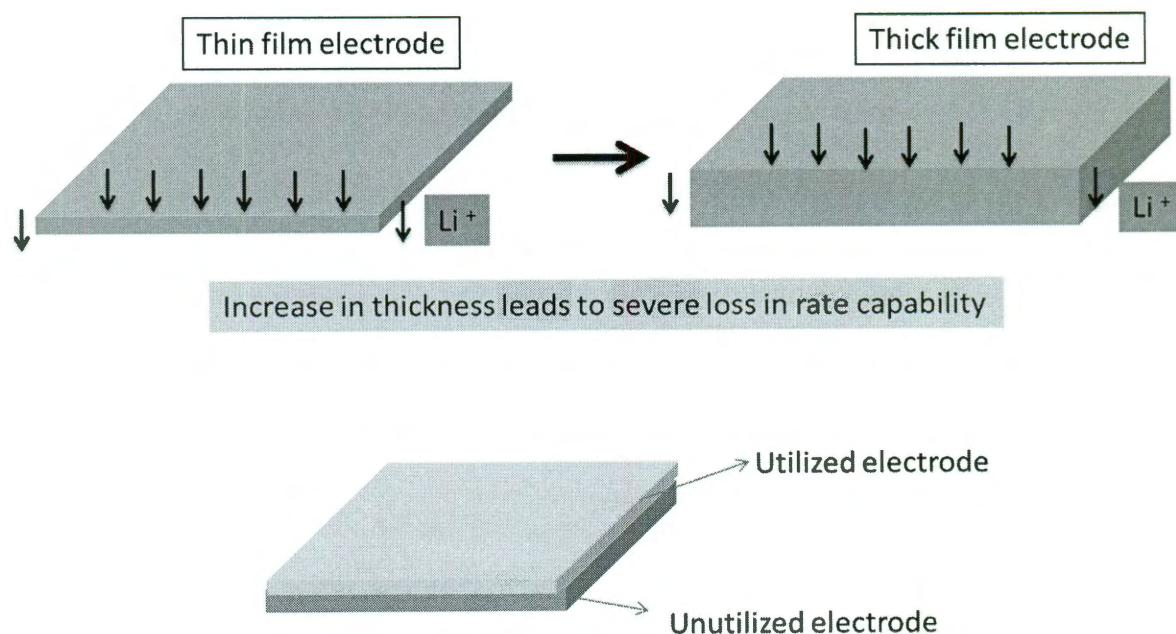 Thin film electrode
Thick film electrode
Li +
Li +
Increase in thickness leads to severe loss in rate capability
Utilized electrode
Unutilized electrode